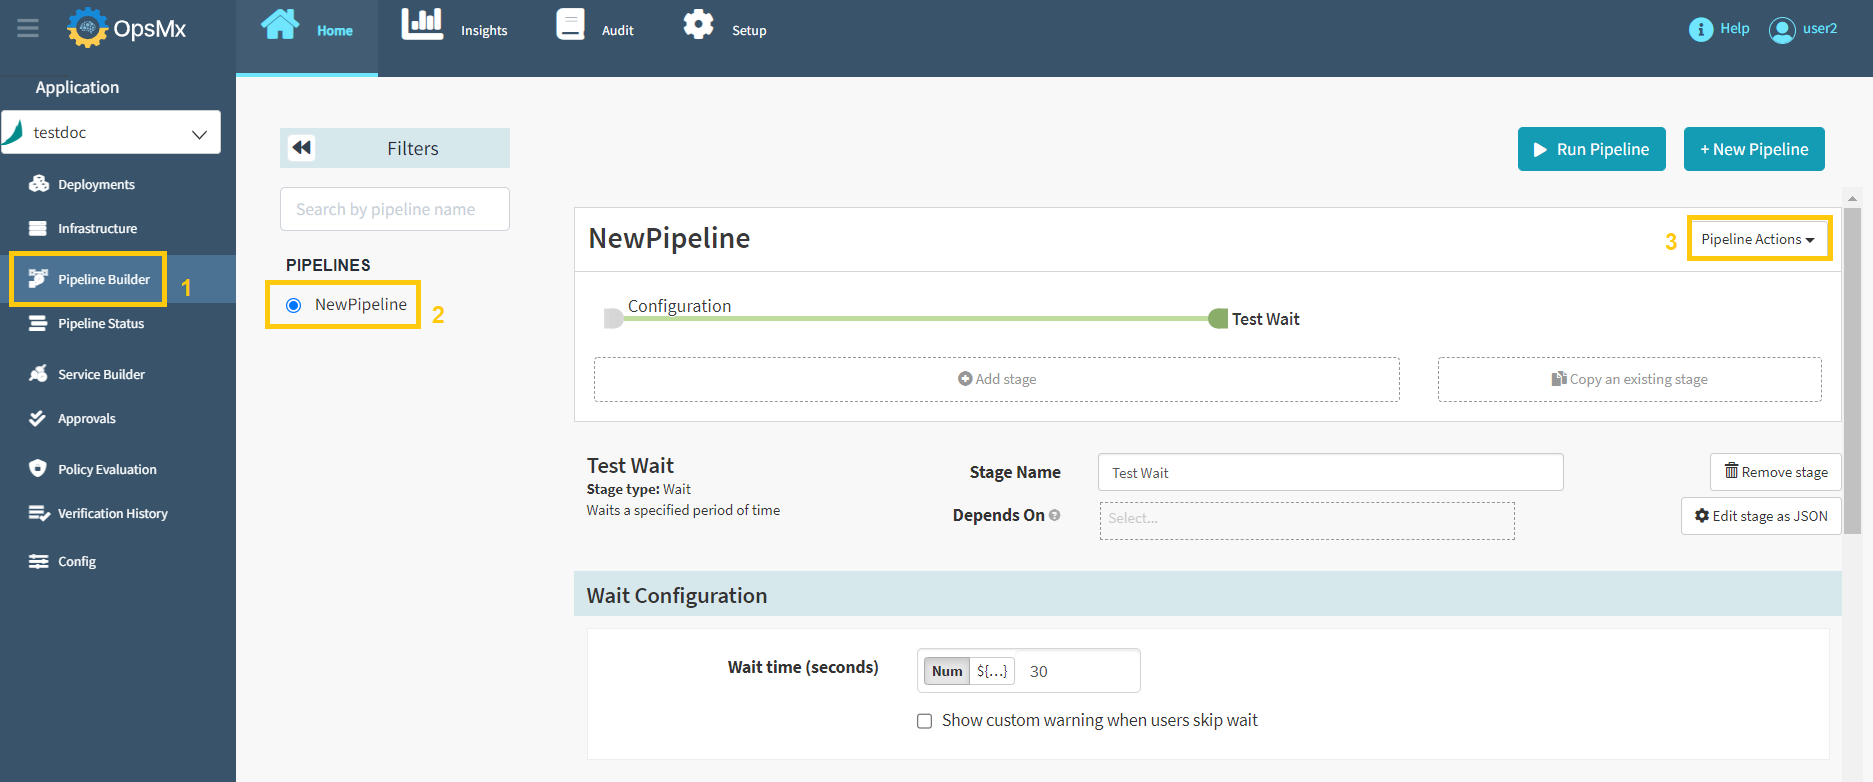 OpsMx
Home
Insights
Audit
Setup
Help
user2
Application
testdoc
Deployments
Infrastructure
Pipeline Builder
1
Pipeline Status
Service Builder
Approvals
Policy Evaluation
Verification History
Config
Filters
Search by pipeline name
PIPELINES
NewPipeline
2
Run Pipeline
+ New Pipeline
NewPipeline
3
Pipeline Actions
Configuration
Test Wait
Add stage
Copy an existing stage
Test Wait
Stage type: Wait
Waits a specified period of time
Stage Name
Test Wait
Remove stage
Depends On
Select...
Edit stage as JSON
Wait Configuration
Wait time (seconds)
Num
${...}
30
Show custom warning when users skip wait